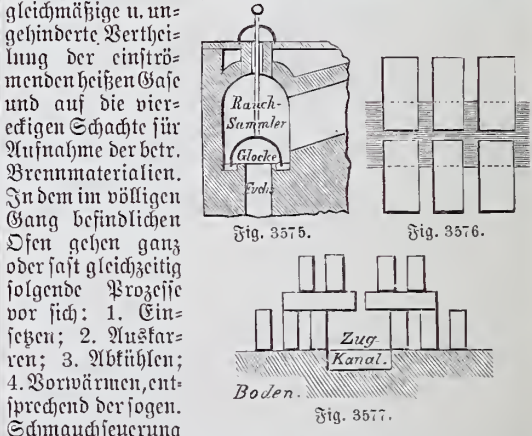 gleichmäßige u. un=
gehinderte Verthei=
lung der einströ=
menden heißen Gase
und auf die vier=
eckigen Schachte für
Aufnahme der betr.
Brennmaterialien.
In dem im völligen
Gang befindlichen
Ofen gehen ganz
oder fast gleichzeitig
folgende Prozesse
vor sich: 1. Ein=
setzen; 2. Auskar=
ren; 3. Abkühlen;
4. Vorwärmen, ent=
sprechend der sogen.
Schmauchfeuerung
Rauch-
Sammler
Glocke
Fuchs
Fig. 3575.
Fig. 3576.
Zug
Kanal.
Boden.
Fig. 3577.